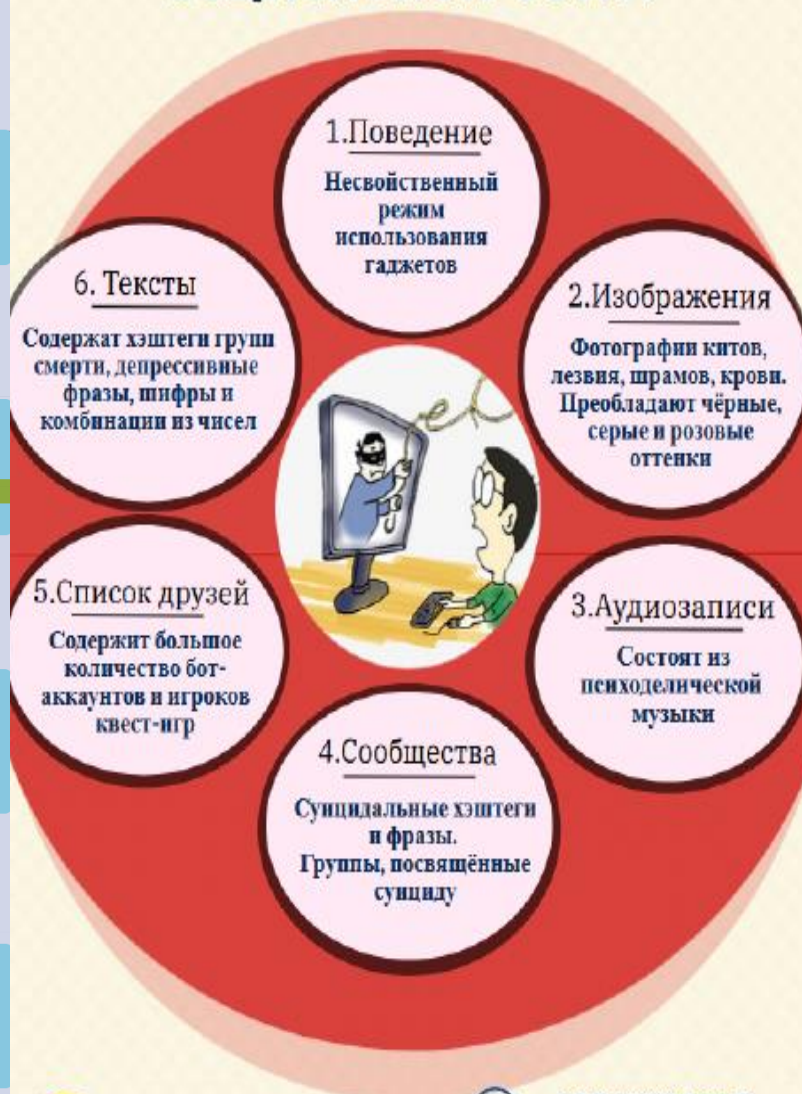 1.Поведение
Несвойственный
режим
использования
гаджетов
2.Изображения
Фотографии китов,
лезвия, шрамов, крови.
Преобладают чёрные,
серые и розовые
оттенки
3.Аудиозаписи
Состоят из
психоделической
музыки
4.Сообщества
Суицидальные хэштеги
и фразы.
Группы, посвящённые
суициду
5.Список друзей
Содержит большое
количество бот-
аккаунтов и игроков
квест-игр
6. Тексты
Содержат хэштеги групп
смерти, депрессивные
фразы, шифры и
комбинации из чисел